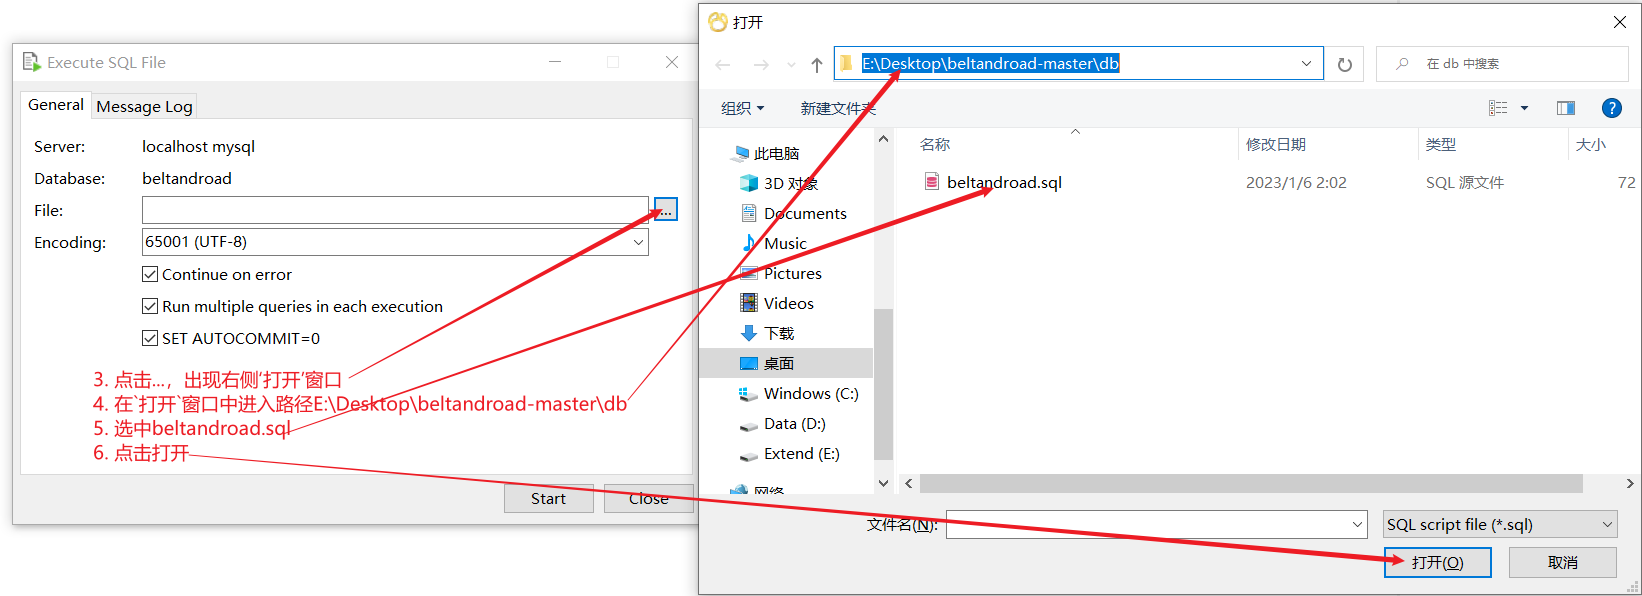 Execute SQL File
General
Message Log
Server:
localhost mysql
Database:
beltandroad
File:
...
Encoding:
65001 (UTF-8)
Continue on error
Run multiple queries in each execution
SET AUTOCOMMIT=0
3. 点击...，出现右侧‘打开’窗口
4. 在`打开`窗口中进入路径E:\Desktop\beltandroad-master\db
5. 选中beltandroad.sql
6. 点击打开
Start
Close
打开
E:\Desktop\beltandroad-master\db
在 db 中搜索
组织
新建文件夹
此电脑
3D 对象
Documents
Music
Pictures
Videos
下载
桌面
Windows (C:)
Data (D:)
Extend (E:)
网络
名称
修改日期
类型
大小
beltandroad.sql
2023/1/6 2:02
SQL 源文件
72
文件名(N):
SQL script file (*.sql)
打开(O)
取消